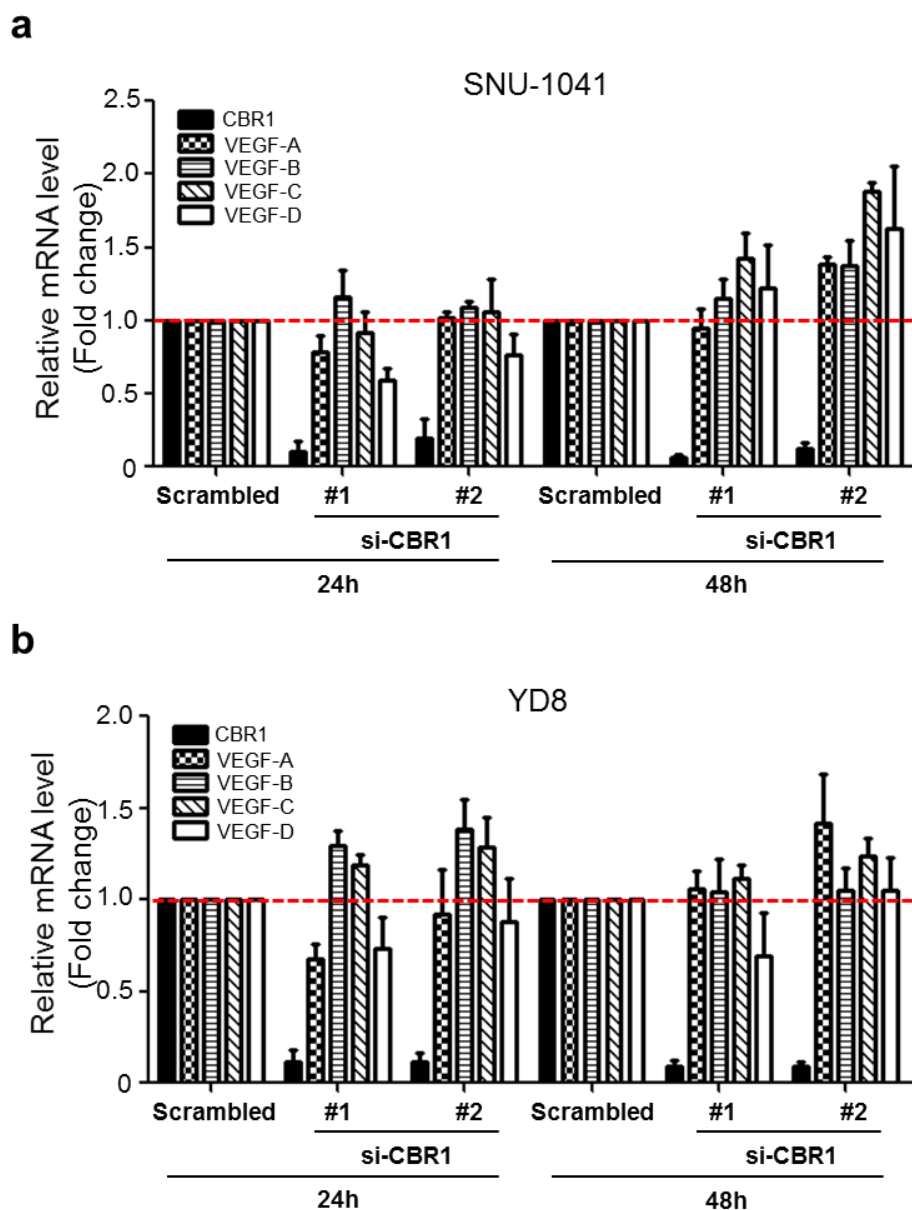 a
SNU-1041
Relative mRNA level
(Fold change)
2.5
2.0
1.5
1.0
0.5
0
CBR1
VEGF-A
VEGF-B
VEGF-C
VEGF-D
Scrambled #1 #2 Scrambled #1 #2
si-CBR1 si-CBR1
24h 48h
b
YD8
Relative mRNA level
(Fold change)
2.0
1.5
1.0
0.5
0
CBR1
VEGF-A
VEGF-B
VEGF-C
VEGF-D
Scrambled #1 #2 Scrambled #1 #2
si-CBR1 si-CBR1
24h 48h